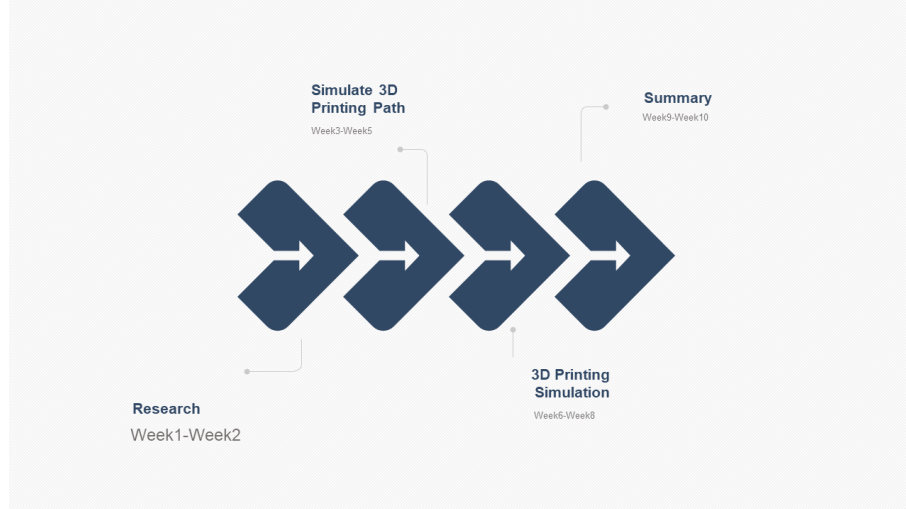 Simulate 3D
Printing Path
Week3-Week5
Summary
Week9-Week10
3D Printing
Simulation
Week6-Week8
Research
Week1-Week2